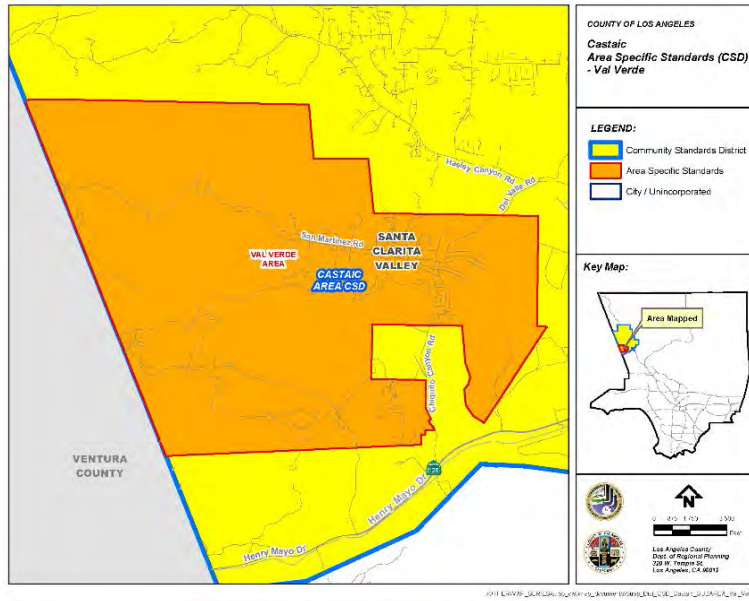 COUNTY OF LOS ANGELES
Castaic
Area Specific Standards (CSD)
- Val Verde
LEGEND:
Community Standards District
Area Specific Standards
City / Unincorporated
Key Map:
Area Mapped
N
0
Feet
Los Angeles County
Dept. of Regional Planning
320 W. Temple St.
Los Angeles, CA 90012
Hasley Canyon Rd
Del Valle Rd
San Martinez Rd
SANTA
CLARITA
VALLEY
VAL VERDE
AREA
CASTAIC
AREA CSD
Chiquito Canyon Rd
VENTURA
COUNTY
126
Henry Mayo Dr
Henry Mayo Dr